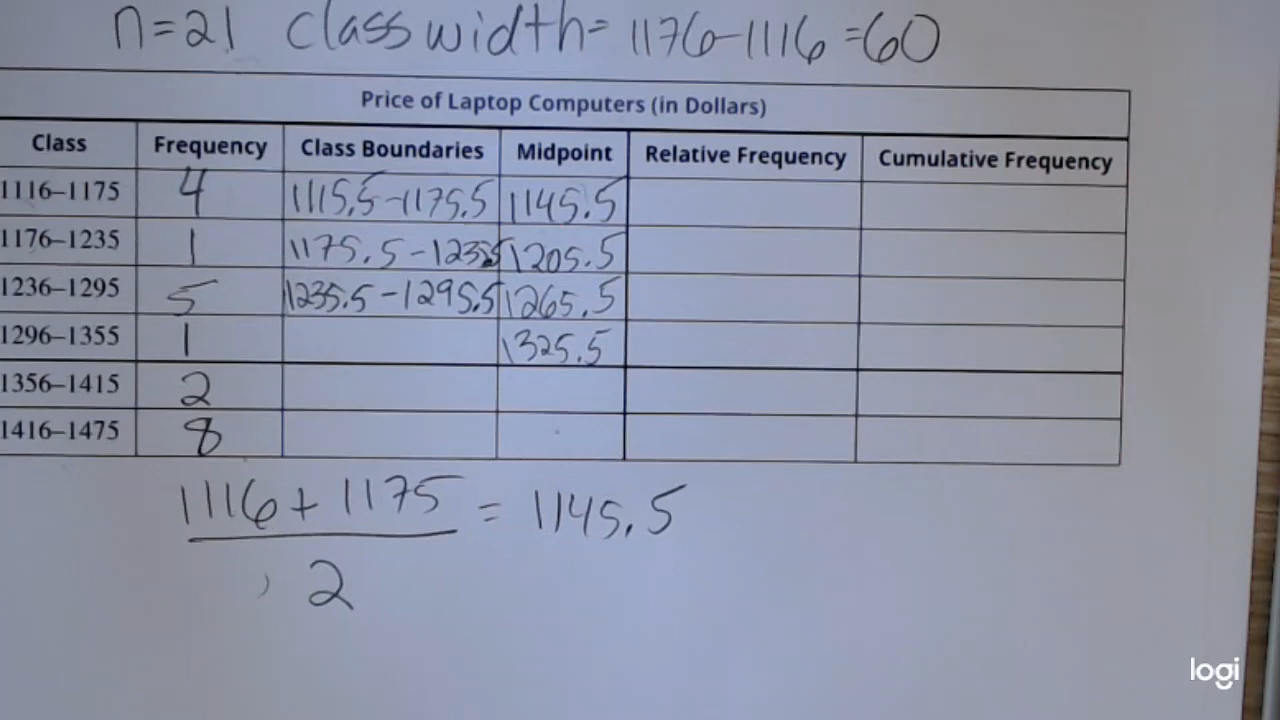 n=21 class width= 1176-1116 =60
Price of Laptop Computers (in Dollars)
Class Frequency Class Boundaries Midpoint Relative Frequency Cumulative Frequency
1116–1175 4 1115.5-1175.5 1145.5
1176–1235 1 1175.5-1235.5 1205.5
1236–1295 5 1235.5-1295.5 1265.5
1296–1355 1 1325.5
1356–1415 2
1416–1475 8
1116+1175 = 1145.5
2
logi